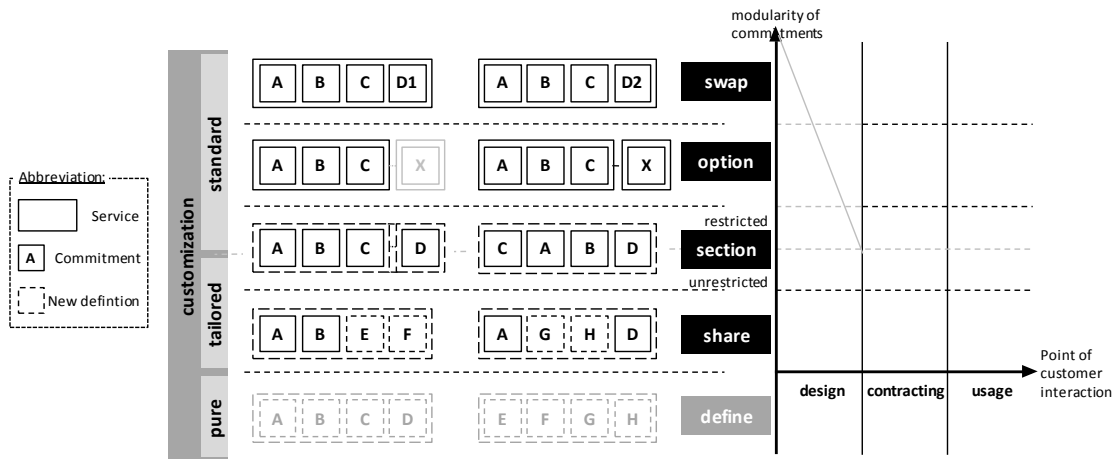 modularity of
commitments
A B C D1
A B C D2
swap
standard
A B C X
A B C X
option
Abbreviation:
Service
A Commitment
New defintion
customization
restricted
A B C D
C A B D
section
unrestricted
tailored
A B E F
A G H D
share
Point of
customer
interaction
design contracting usage
pure
A B C D
E F G H
define